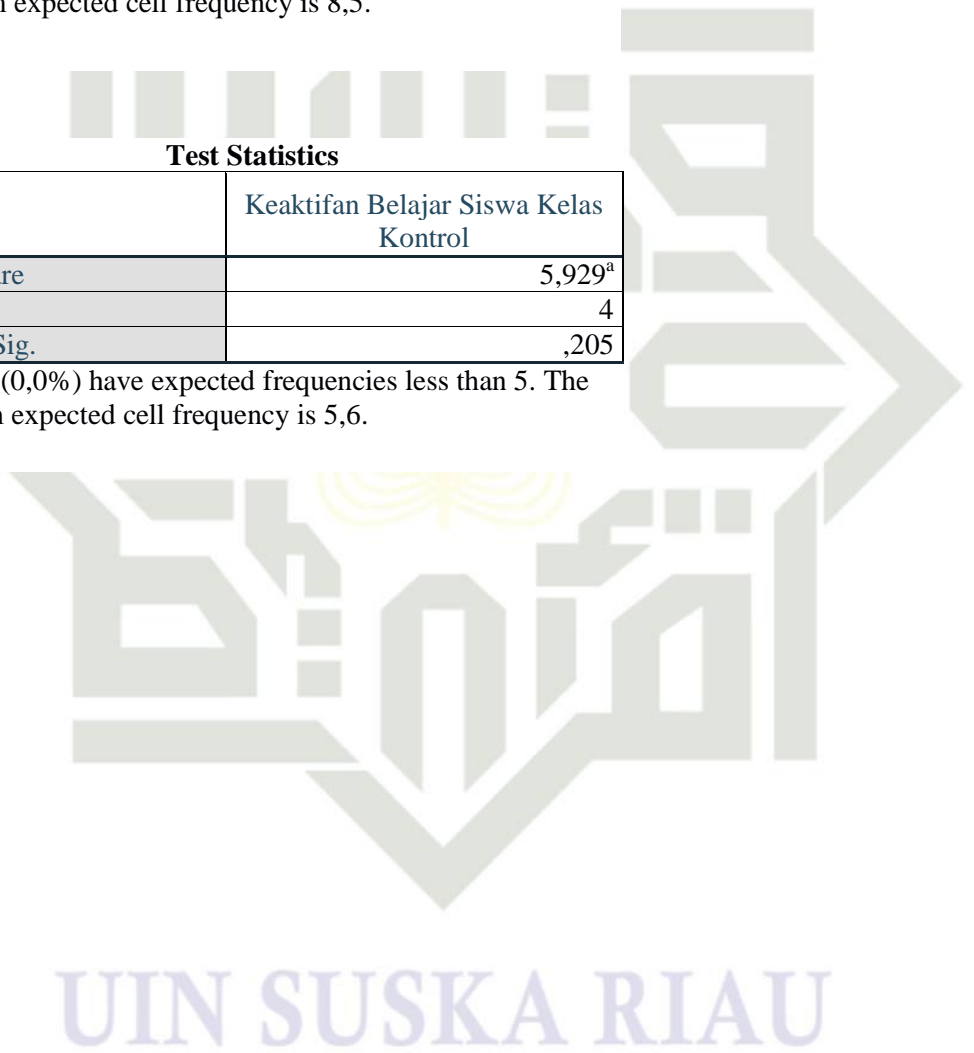 expected cell frequency is 8,5.
Test Statistics
Keaktifan Belajar Siswa Kelas
Kontrol
5,929a
4
Sig. ,205
(0,0%) have expected frequencies less than 5. The
expected cell frequency is 5,6.
UIN SUSKA RIAU